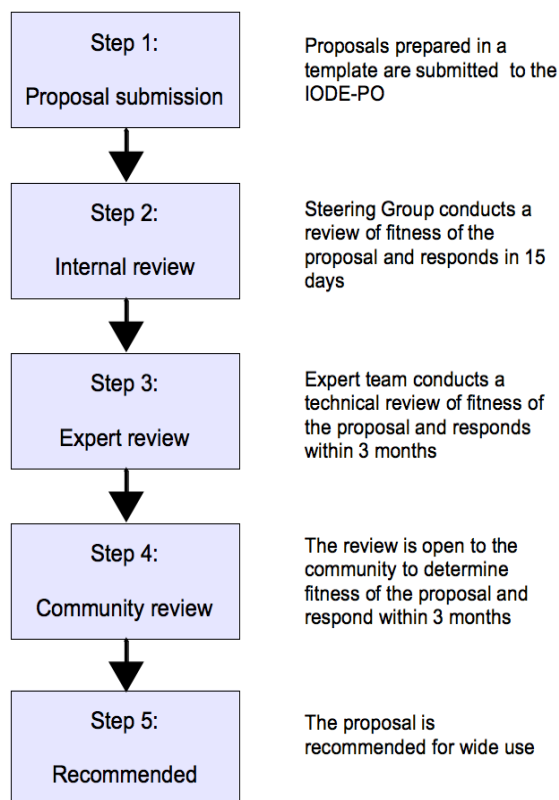 Step 1:
Proposal submission
Proposals prepared in a
template are submitted to the
IODE-PO
Step 2:
Internal review
Steering Group conducts a
review of fitness of the
proposal and responds in 15
days
Step 3:
Expert review
Expert team conducts a
technical review of fitness of
the proposal and responds
within 3 months
Step 4:
Community review
The review is open to the
community to determine
fitness of the proposal and
respond within 3 months
Step 5:
Recommended
The proposal is
recommended for wide use